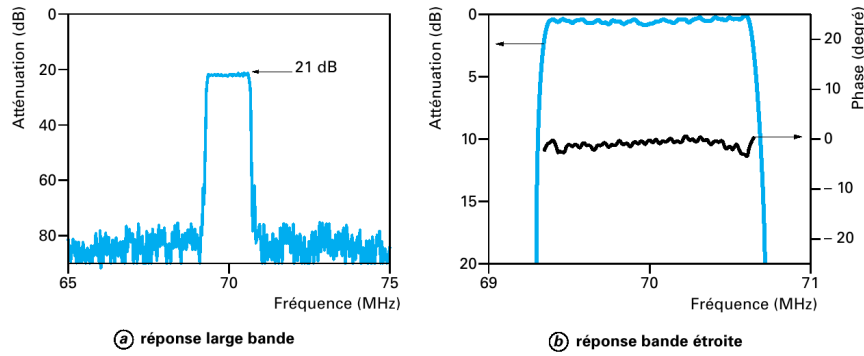 Atténuation (dB)
0
20
40
60
80
21 dB
65
70
75
Fréquence (MHz)
a réponse large bande
Atténuation (dB)
0
5
10
15
20
Phase (degré)
20
10
0
– 10
– 20
69
70
71
Fréquence (MHz)
b réponse bande étroite